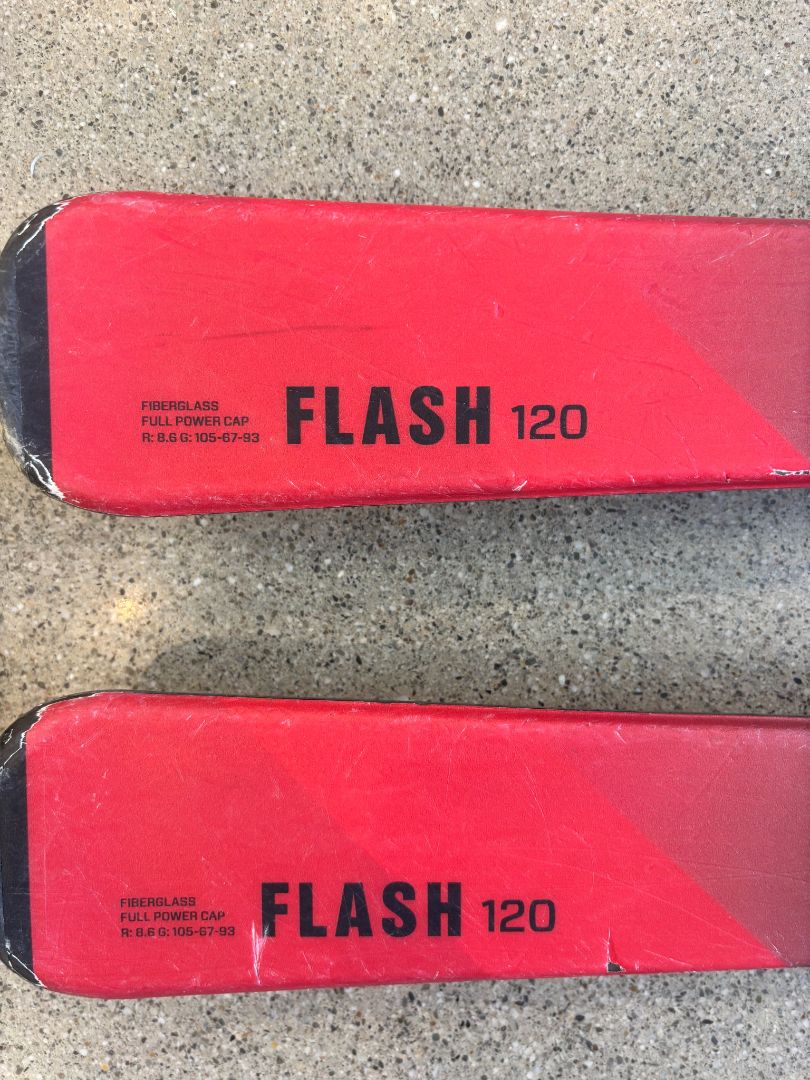 FIBERGLASS
FULL POWER CAP
R: 8.6 G: 105-67-93
FLASH 120
FIBERGLASS
FULL POWER CAP
R: 8.6 G: 105-67-93
FLASH 120